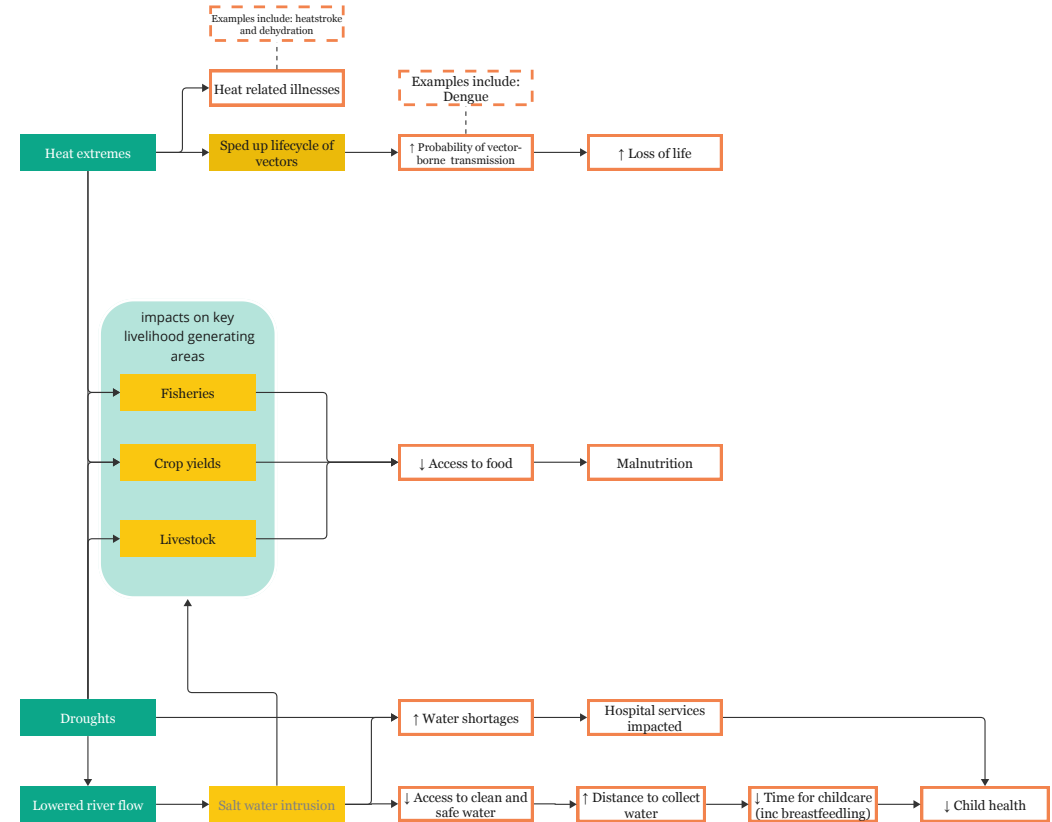 Examples include: heatstroke
and dehydration
Heat related illnesses
Examples include:
Dengue
Heat extremes
Sped up lifecycle of
vectors
↑ Probability of vector-
borne transmission
↑ Loss of life
impacts on key
livelihood generating
areas
Fisheries
Crop yields
↓ Access to food
Malnutrition
Livestock
Droughts
↑ Water shortages
Hospital services
impacted
Lowered river flow
Salt water intrusion
↓ Access to clean and
safe water
↑ Distance to collect
water
↓ Time for childcare
(inc breastfeedling)
↓ Child health